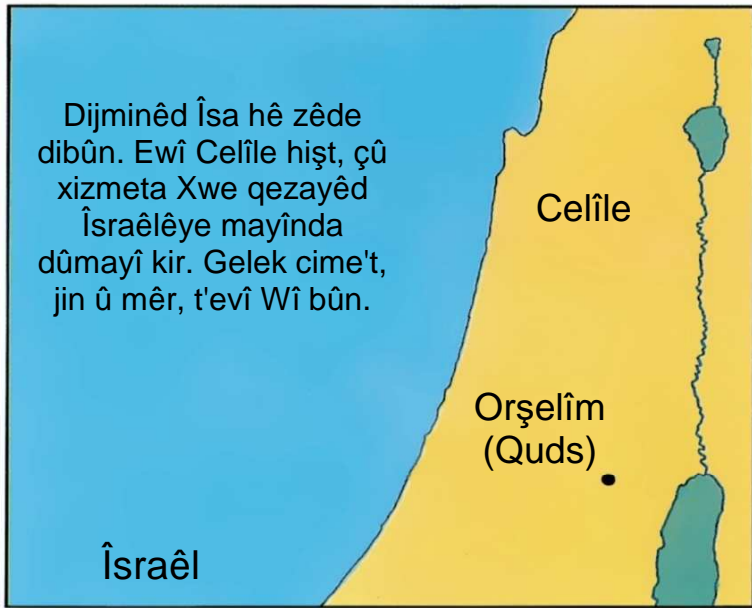 Dijminêd Îsa hê zêde
dibûn. Ewî Celîle hişt, çû
xizmeta Xwe qezayêd
Îsraêlêye mayînda
dûmayî kir. Gelek cime't,
jin û mêr, t'evî Wî bûn.
Celîle
Orşelîm
(Quds)
Îsraêl